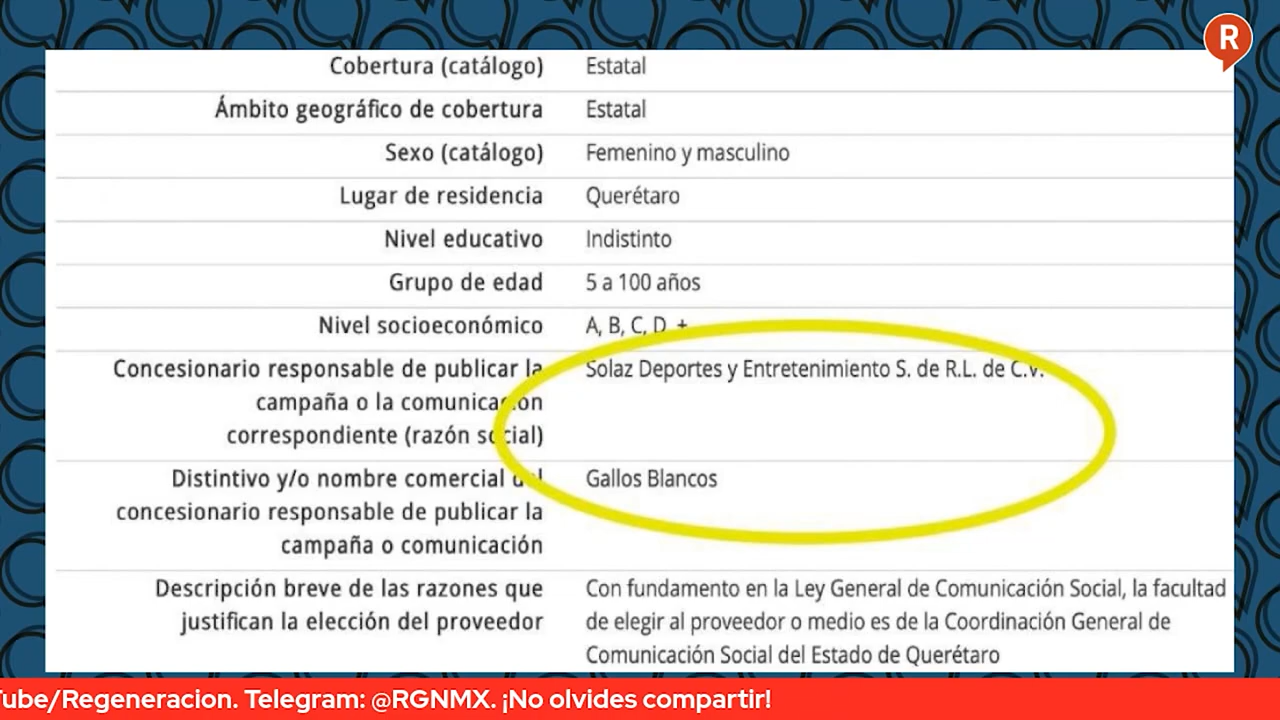 R
Cobertura (catálogo) Estatal
Ámbito geográfico de cobertura Estatal
Sexo (catálogo) Femenino y masculino
Lugar de residencia Querétaro
Nivel educativo Indistinto
Grupo de edad 5 a 100 años
Nivel socioeconómico A, B, C, D, +
Concesionario responsable de publicar la Solaz Deportes y Entretenimiento S. de R.L. de C.V.
campaña o la comunicación
correspondiente (razón social)
Distintivo y/o nombre comercial del Gallos Blancos
concesionario responsable de publicar la
campaña o comunicación
Descripción breve de las razones que Con fundamento en la Ley General de Comunicación Social, la facultad
justifican la elección del proveedor de elegir al proveedor o medio es de la Coordinación General de
Comunicación Social del Estado de Querétaro
Tube/Regeneracion. Telegram: @RGNMX. ¡No olvides compartir!